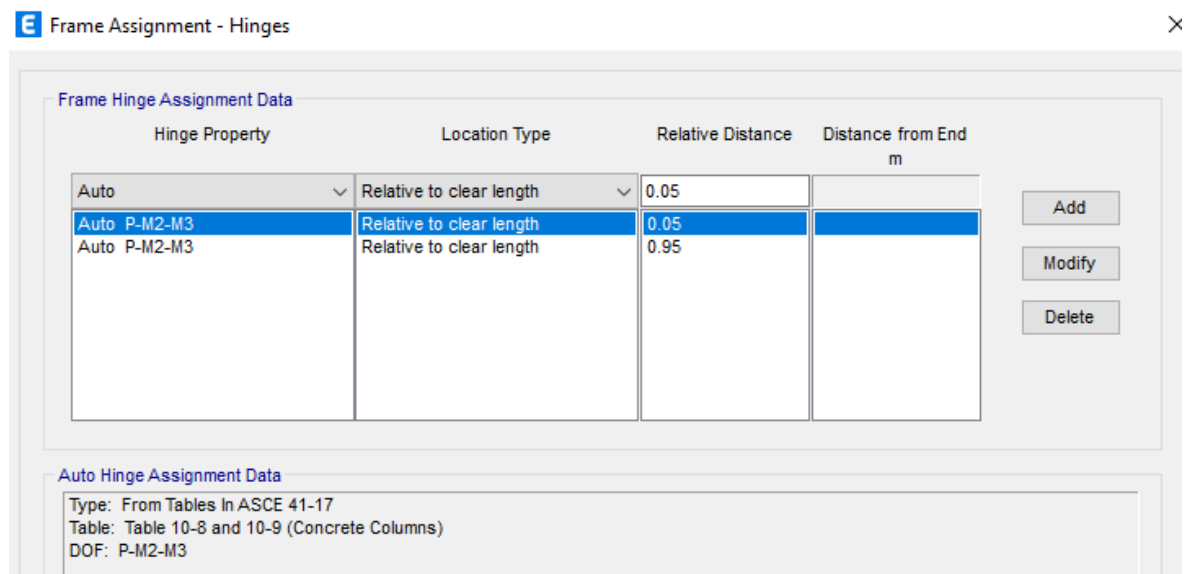 E Frame Assignment - Hinges
Frame Hinge Assignment Data
Hinge Property Location Type Relative Distance Distance from End
m
Auto Relative to clear length 0.05
Add
Auto P-M2-M3 Relative to clear length 0.05
Auto P-M2-M3 Relative to clear length 0.95
Modify
Delete
Auto Hinge Assignment Data
Type: From Tables In ASCE 41-17
Table: Table 10-8 and 10-9 (Concrete Columns)
DOF: P-M2-M3